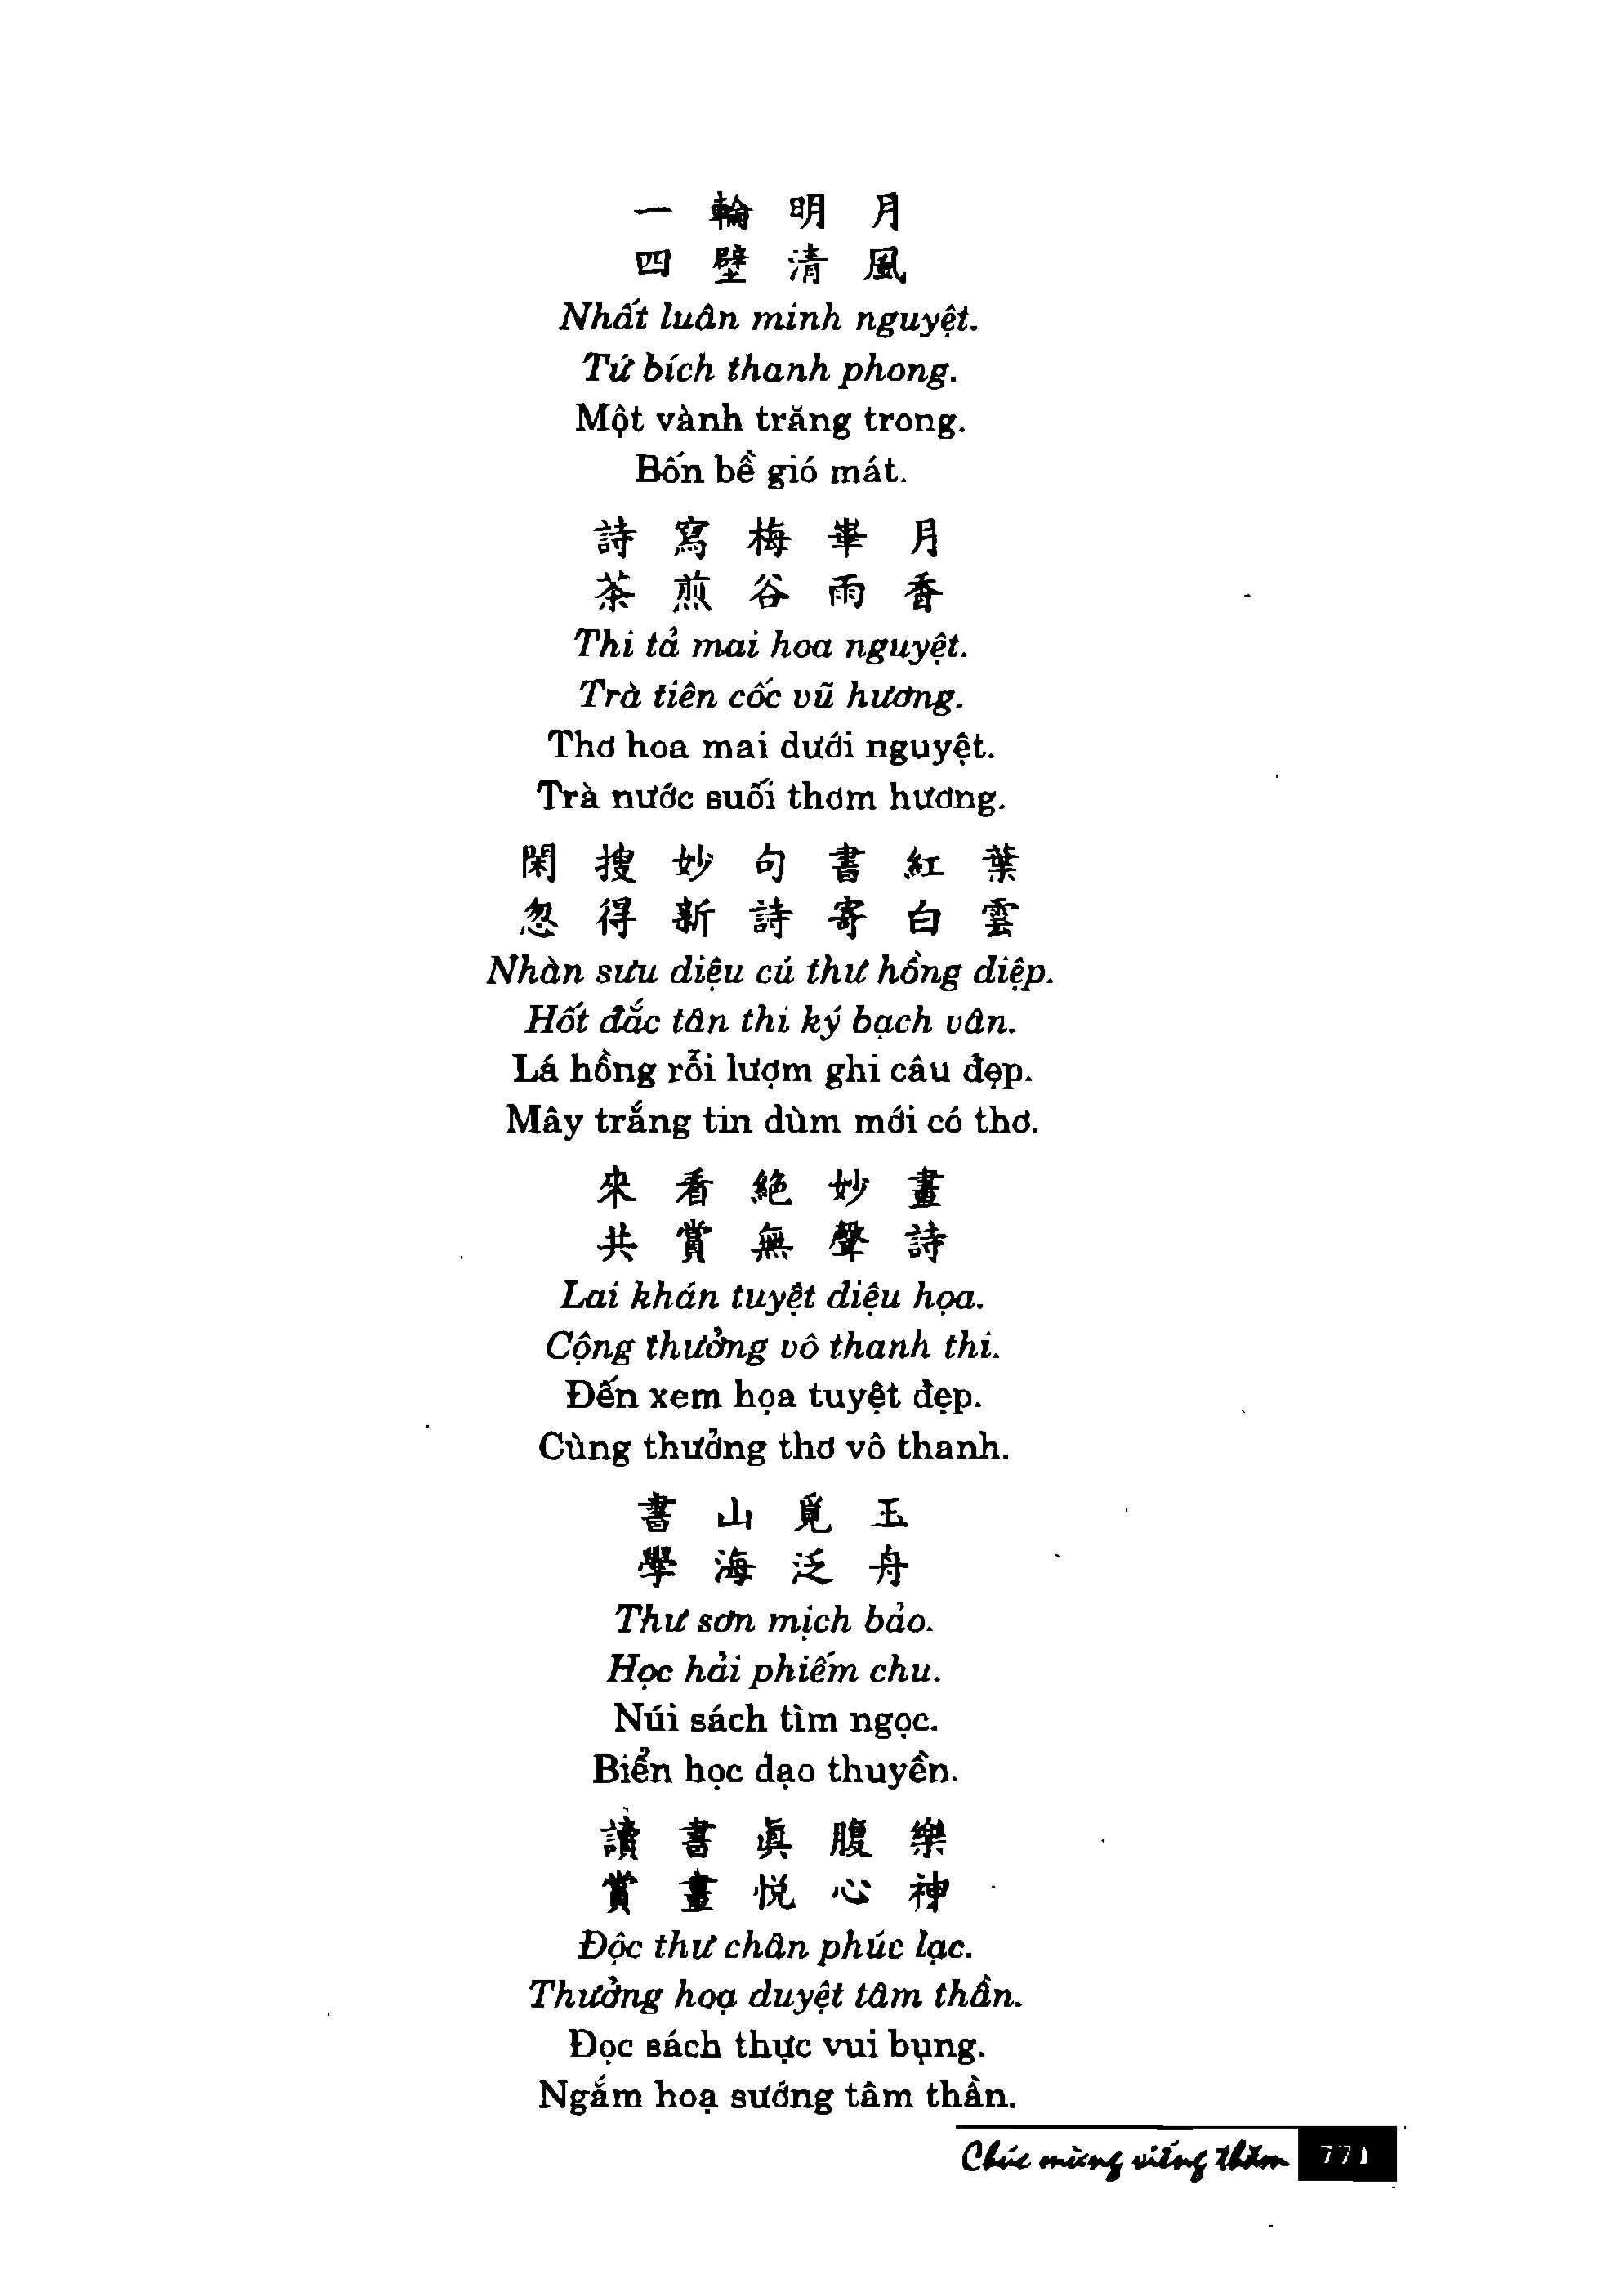 一輪明月
四壁清風
Nhất luân minh nguyệt.
Tứ bích thanh phong.
Một vành trăng trong.
Bốn bề gió mát.
詩寫梅華月
茶煎谷雨香
Thi tả mai hoa nguyệt.
Trà tiên cốc vũ hương.
Thơ hoa mai dưới nguyệt.
Trà nước suối thơm hương.
閑搜妙句書紅葉
忽得新詩寄白雲
Nhàn sưu diệu cú thư hồng diệp.
Hốt đắc tân thi ký bạch vân.
Lá hồng rỗi lượm ghi câu đẹp.
Mây trắng tin dùm mới có thơ.
來看絕妙畫
共賞無聲詩
Lai khán tuyệt diệu họa.
Cộng thưởng vô thanh thi.
Đến xem họa tuyệt đẹp.
Cùng thưởng thơ vô thanh.
書山覓玉
學海泛舟
Thư sơn mịch bảo.
Học hải phiếm chu.
Núi sách tìm ngọc.
Biển học dạo thuyền.
讀書眞腹樂
賞畫悅心神
Độc thư chân phúc lạc.
Thưởng hoạ duyệt tâm thần.
Đọc sách thực vui bụng.
Ngắm hoạ sướng tâm thần.
Chúc mừng viếng thăm 771